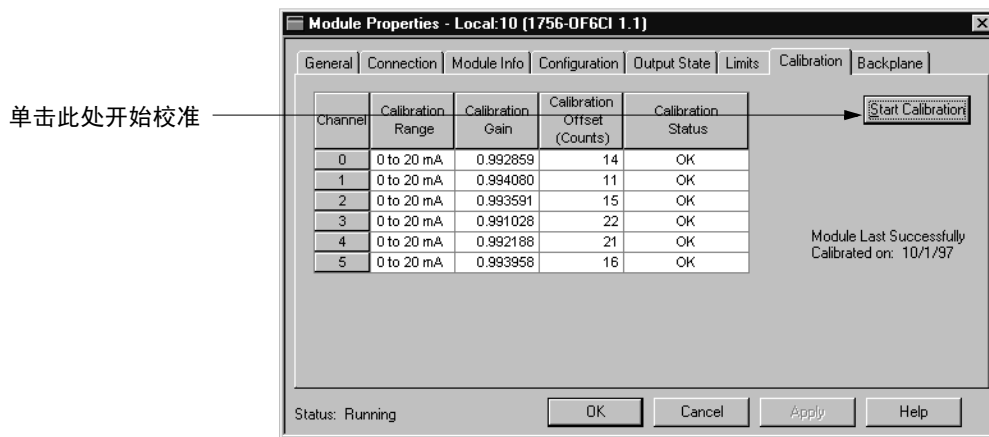 Module Properties - Local:10 (1756-OF6CI 1.1)
General Connection Module Info Configuration Output State Limits Calibration Backplane
单击此处开始校准
Channel Calibration Range Calibration Gain Calibration Offset (Counts) Calibration Status
Start Calibration
0 0 to 20 mA 0.992859 14 OK
1 0 to 20 mA 0.994080 11 OK
2 0 to 20 mA 0.993591 15 OK
3 0 to 20 mA 0.991028 22 OK
4 0 to 20 mA 0.992188 21 OK
5 0 to 20 mA 0.993958 16 OK
Module Last Successfully
Calibrated on: 10/1/97
Status: Running
OK Cancel Apply Help